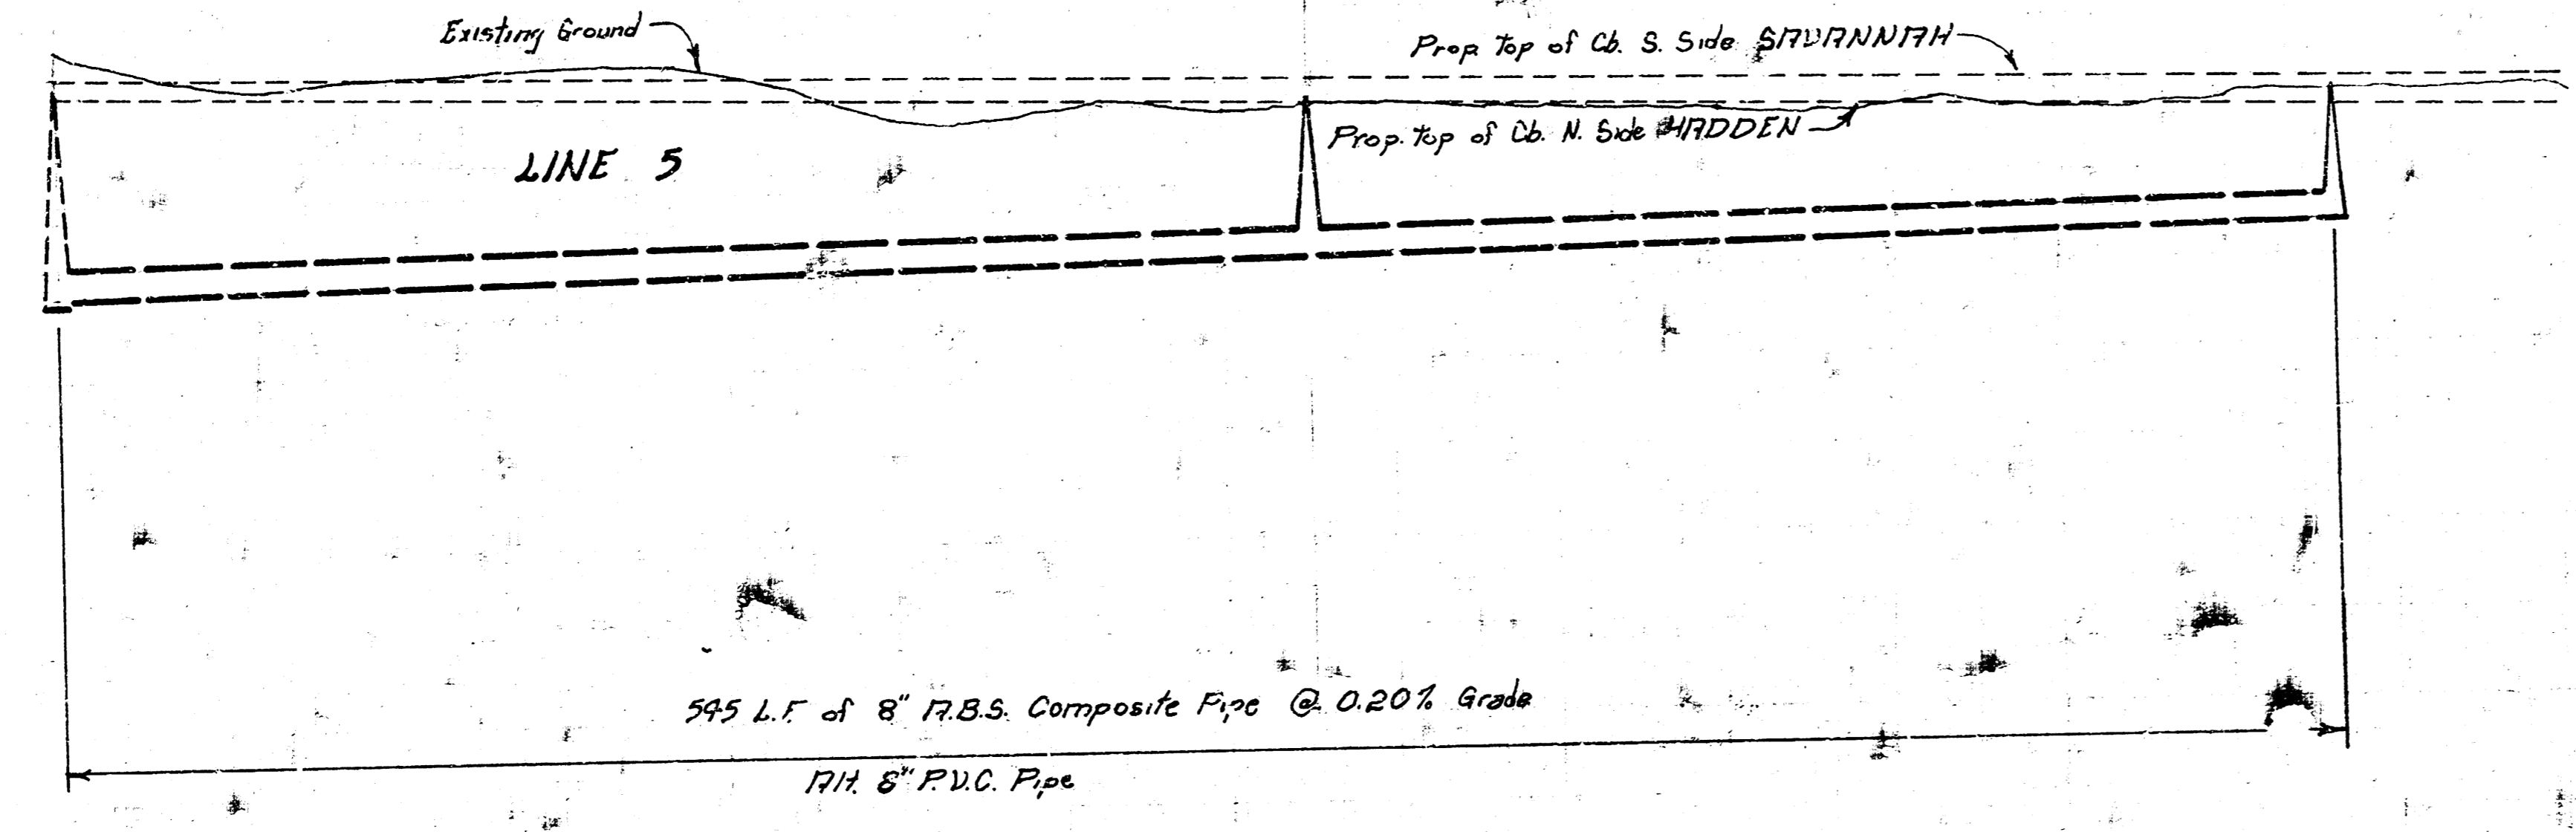 Existing Ground
Prop. Top of Cb. S. Side SAVANNAH
Prop. Top of Cb. N. Side HADDEN
LINE 5
545 L.F. of 8" A.B.S. Composite Pipe @ 0.20% Grade
Alt. 8" P.V.C. Pipe